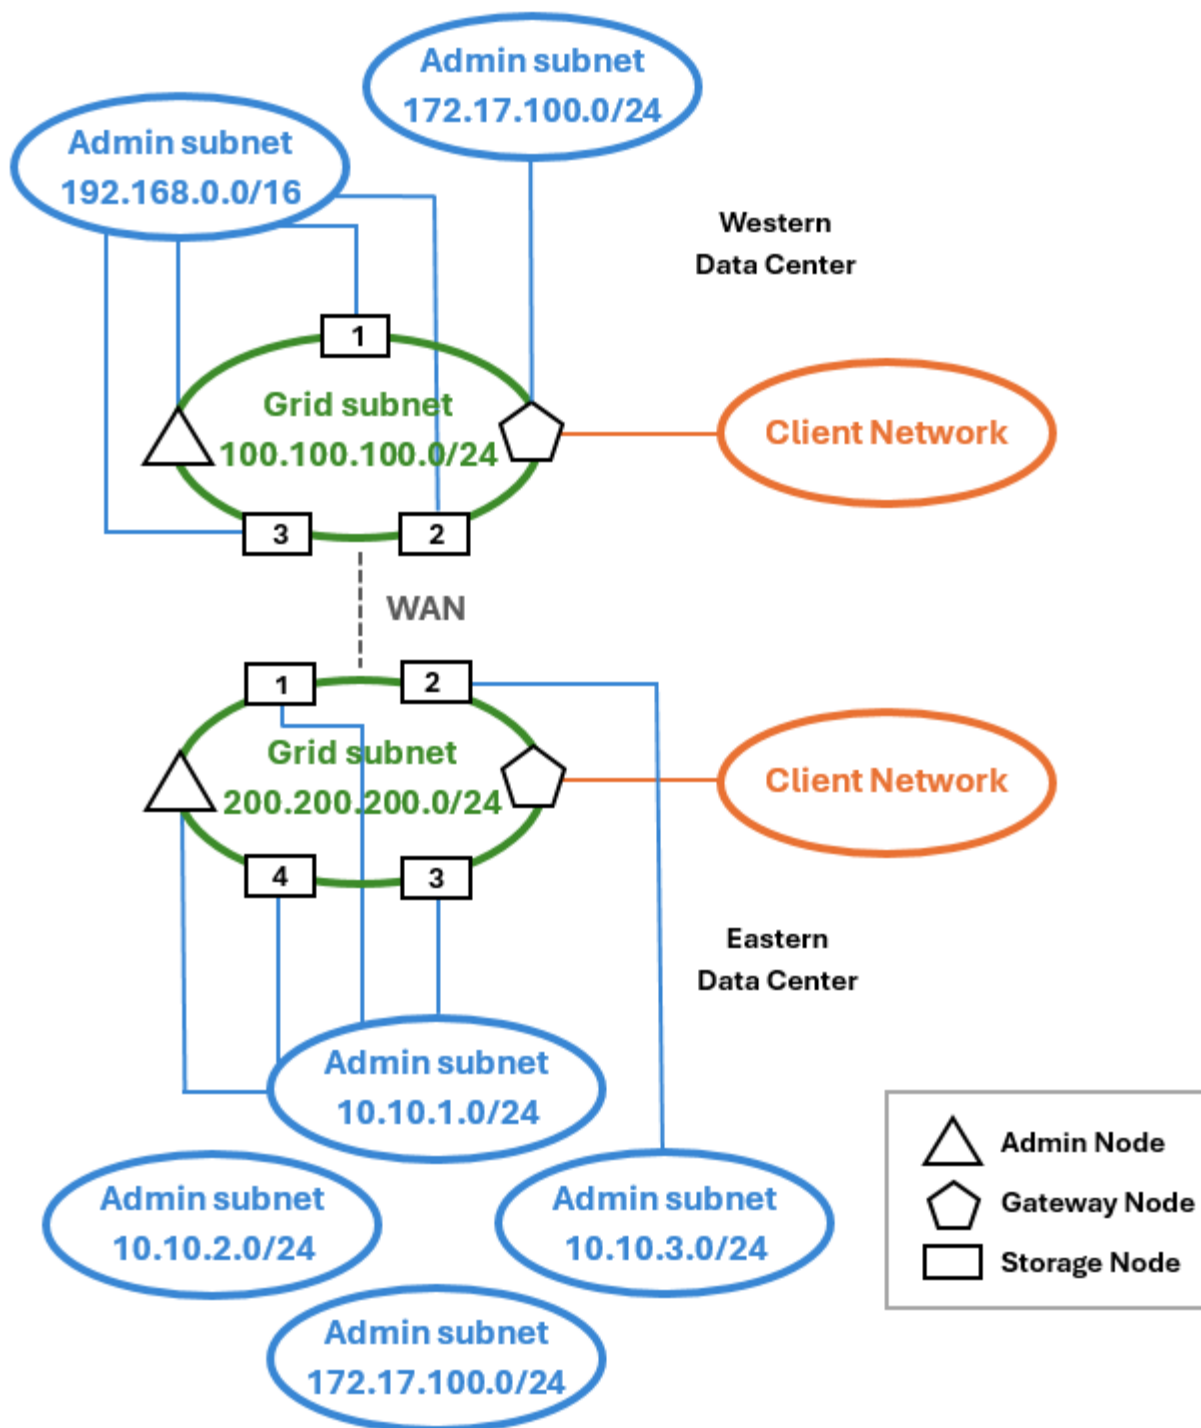 Admin subnet
172.17.100.0/24
Admin subnet
192.168.0.0/16
Western
Data Center
1
Grid subnet
100.100.100.0/24
Client Network
3
2
WAN
1
2
Grid subnet
200.200.200.0/24
Client Network
4
3
Eastern
Data Center
Admin subnet
10.10.1.0/24
Admin Node
Gateway Node
Storage Node
Admin subnet
10.10.2.0/24
Admin subnet
10.10.3.0/24
Admin subnet
172.17.100.0/24